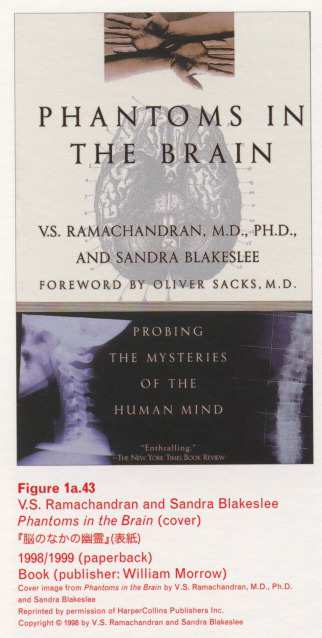 PHANTOMS IN
THE BRAIN
V.S. RAMACHANDRAN, M.D., PH.D.,
AND SANDRA BLAKESLEE
FOREWORD BY OLIVER SACKS, M.D.
PROBING
THE MYSTERIES
OF THE
HUMAN MIND
"Enthralling."
—THE NEW YORK TIMES BOOK REVIEW
Figure 1a.43
V.S. Ramachandran and Sandra Blakeslee
Phantoms in the Brain (cover)
『脳のなかの幽霊』(表紙)
1998/1999 (paperback)
Book (publisher: William Morrow)
Cover image from Phantoms in the Brain by V.S. Ramachandran, M.D., Ph.D.
and Sandra Blakeslee
Reprinted by permission of HarperCollins Publishers Inc.
Copyright © 1998 by V.S. Ramachandran and Sandra Blakeslee